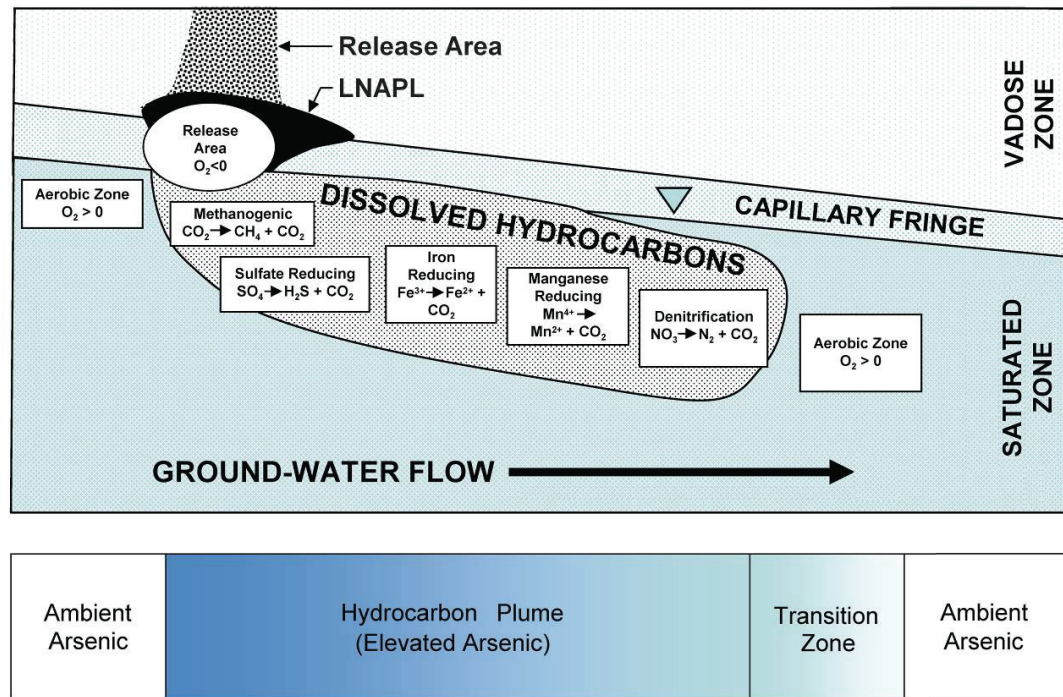 Release Area
LNAPL
VADOSE
ZONE
Release
Area
O₂<0
Aerobic Zone
O₂ > 0
DISSOLVED HYDROCARBONS
CAPILLARY FRINGE
Methanogenic
CO₂→CH₄ + CO₂
Sulfate Reducing
SO₄→H₂S + CO₂
Iron
Reducing
Fe³⁺→Fe²⁺ +
CO₂
Manganese
Reducing
Mn⁴⁺→
Mn²⁺ + CO₂
Denitrification
NO₃→N₂ + CO₂
Aerobic Zone
O₂ > 0
SATURATED
ZONE
GROUND-WATER FLOW
Ambient
Arsenic
Hydrocarbon Plume
(Elevated Arsenic)
Transition
Zone
Ambient
Arsenic